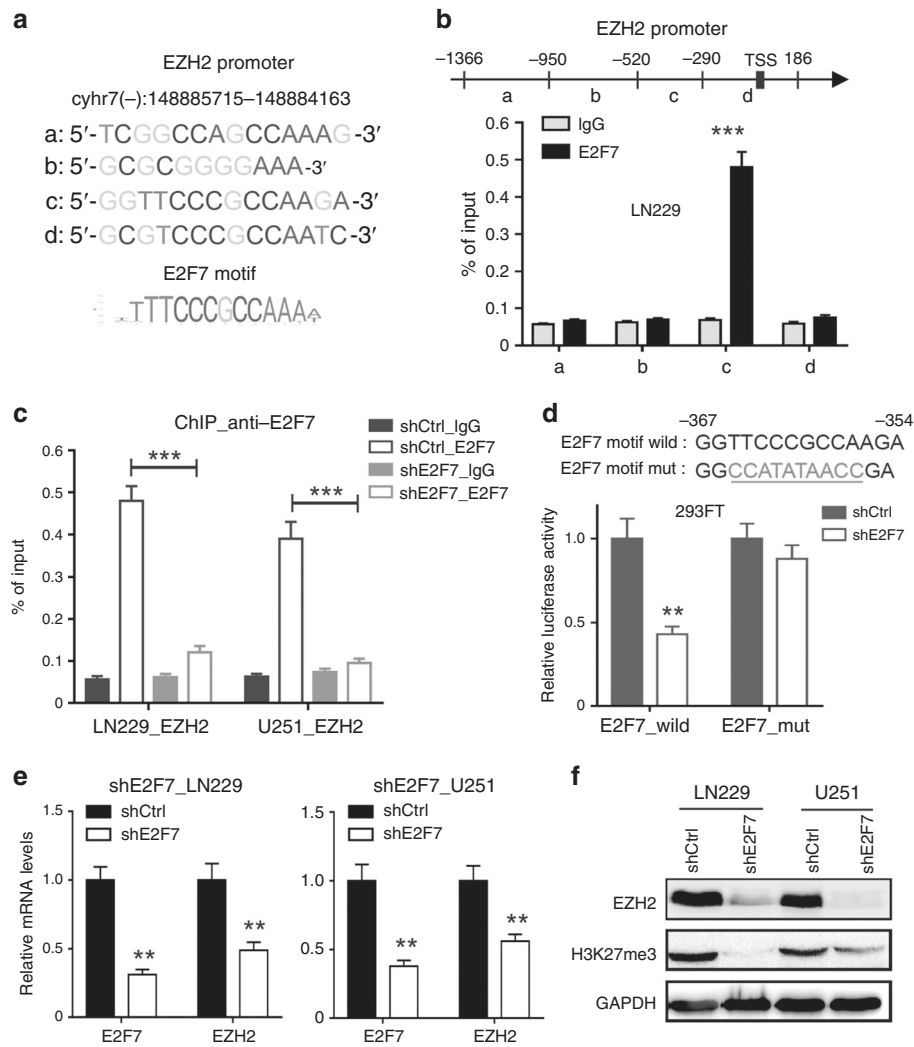 a
EZH2 promoter
cyhr7(–):148885715–148884163
a: 5′-TCGGCCAGCCAAAG-3′
b: 5′-GCGCGGGGAAA-3′
c: 5′-GGTTCCCGCCAAGA-3′
d: 5′-GCGTCCCGCCAATC-3′
E2F7 motif
TTTCCCGCCAAAA
b
EZH2 promoter
–1366 –950 –520 –290 TSS 186
a b c d
IgG
E2F7
***
LN229
% of input
0.6
0.5
0.4
0.3
0.2
0.1
0
a b c d
c
ChIP_anti–E2F7
shCtrl_IgG
shCtrl_E2F7
shE2F7_IgG
shE2F7_E2F7
***
***
% of input
0.6
0.5
0.4
0.3
0.2
0.1
0
LN229_EZH2 U251_EZH2
d
–367 –354
E2F7 motif wild : GGTTCCCGCCAAGA
E2F7 motif mut : GGCCATATAACCGA
293FT
shCtrl
shE2F7
**
Relative luciferase activity
1.0
0.5
0
E2F7_wild E2F7_mut
e
shE2F7_LN229
shCtrl
shE2F7
Relative mRNA levels
1.5
1.0
0.5
0
** **
E2F7 EZH2
shE2F7_U251
shCtrl
shE2F7
1.5
1.0
0.5
0
** **
E2F7 EZH2
f
LN229 U251
shCtrl shE2F7 shCtrl shE2F7
EZH2
H3K27me3
GAPDH